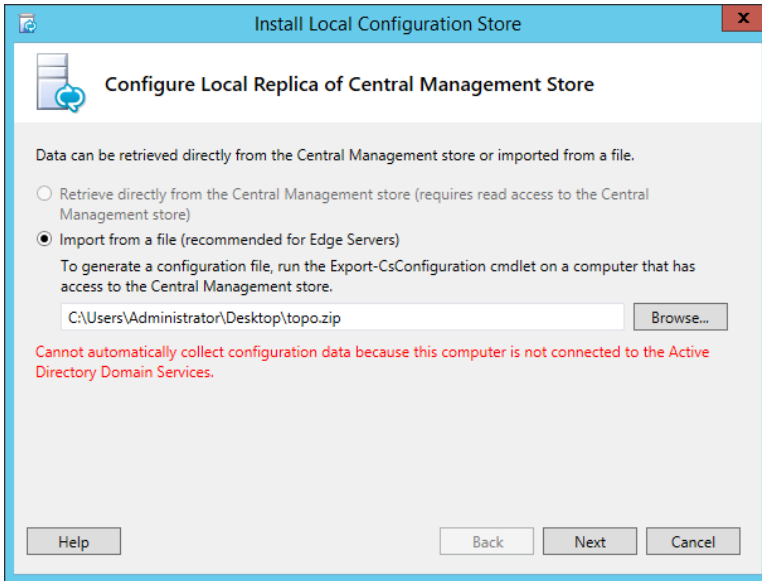 Install Local Configuration Store
x
Configure Local Replica of Central Management Store
Data can be retrieved directly from the Central Management store or imported from a file.
Retrieve directly from the Central Management store (requires read access to the Central
Management store)
Import from a file (recommended for Edge Servers)
To generate a configuration file, run the Export-CsConfiguration cmdlet on a computer that has
access to the Central Management store.
C:\Users\Administrator\Desktop\topo.zip Browse...
Cannot automatically collect configuration data because this computer is not connected to the Active
Directory Domain Services.
Help Back Next Cancel